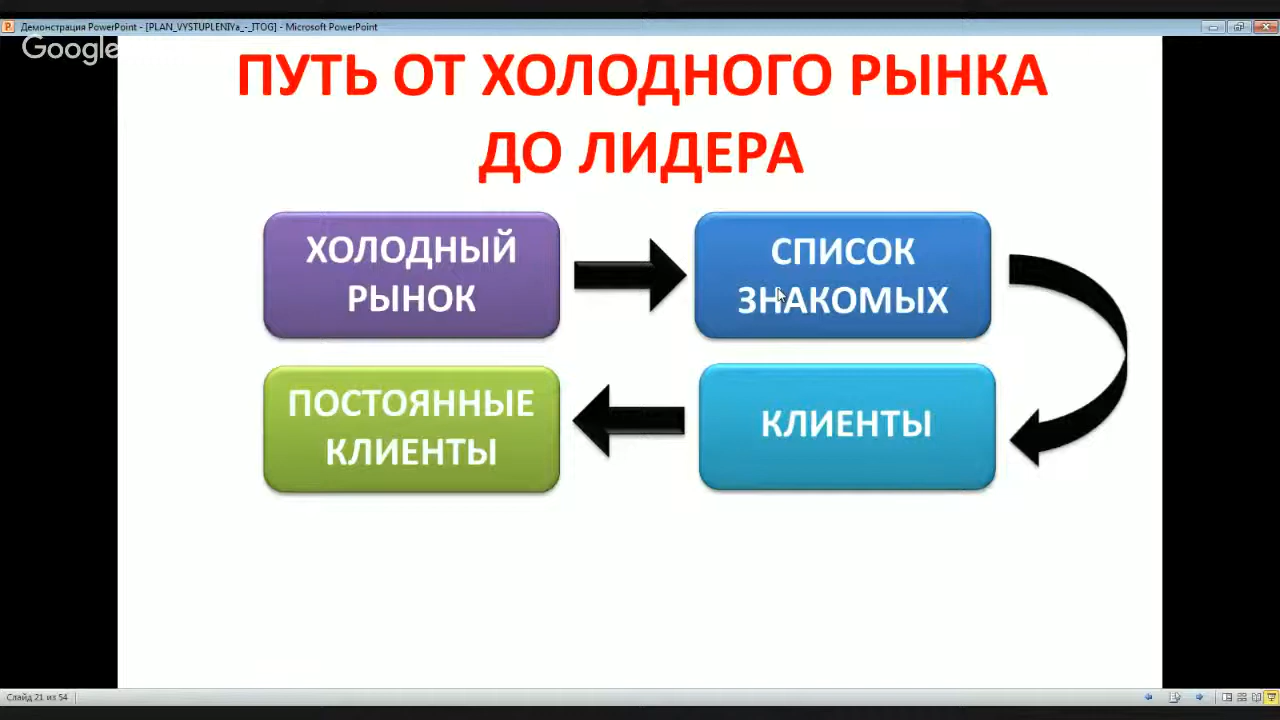 Демонстрация PowerPoint - [PLAN_VYSTUPLENIYa_-_ITOG] - Microsoft PowerPoint
Google
ПУТЬ ОТ ХОЛОДНОГО РЫНКА
ДО ЛИДЕРА
ХОЛОДНЫЙ
РЫНОК
СПИСОК
ЗНАКОМЫХ
ПОСТОЯННЫЕ
КЛИЕНТЫ
КЛИЕНТЫ
Слайд 21 из 54